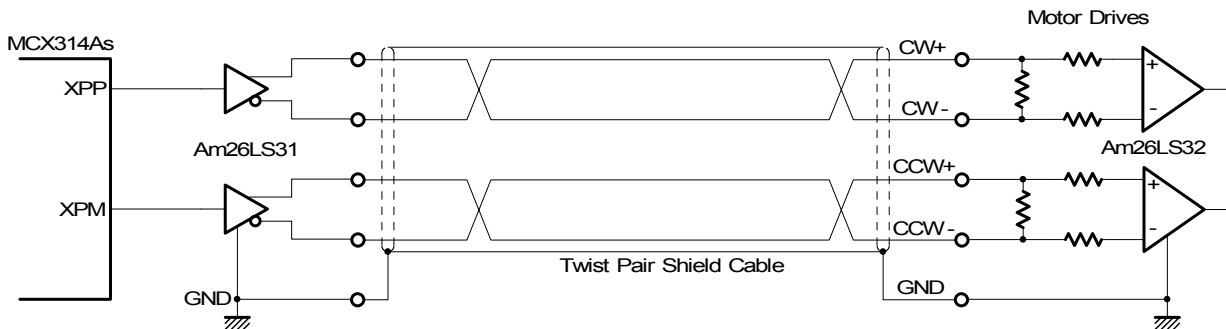 Motor Drives
MCX314As
CW+
XPP
+
-
CW-
Am26LS31
Am26LS32
CCW+
XPM
+
-
CCW-
Twist Pair Shield Cable
GND
GND